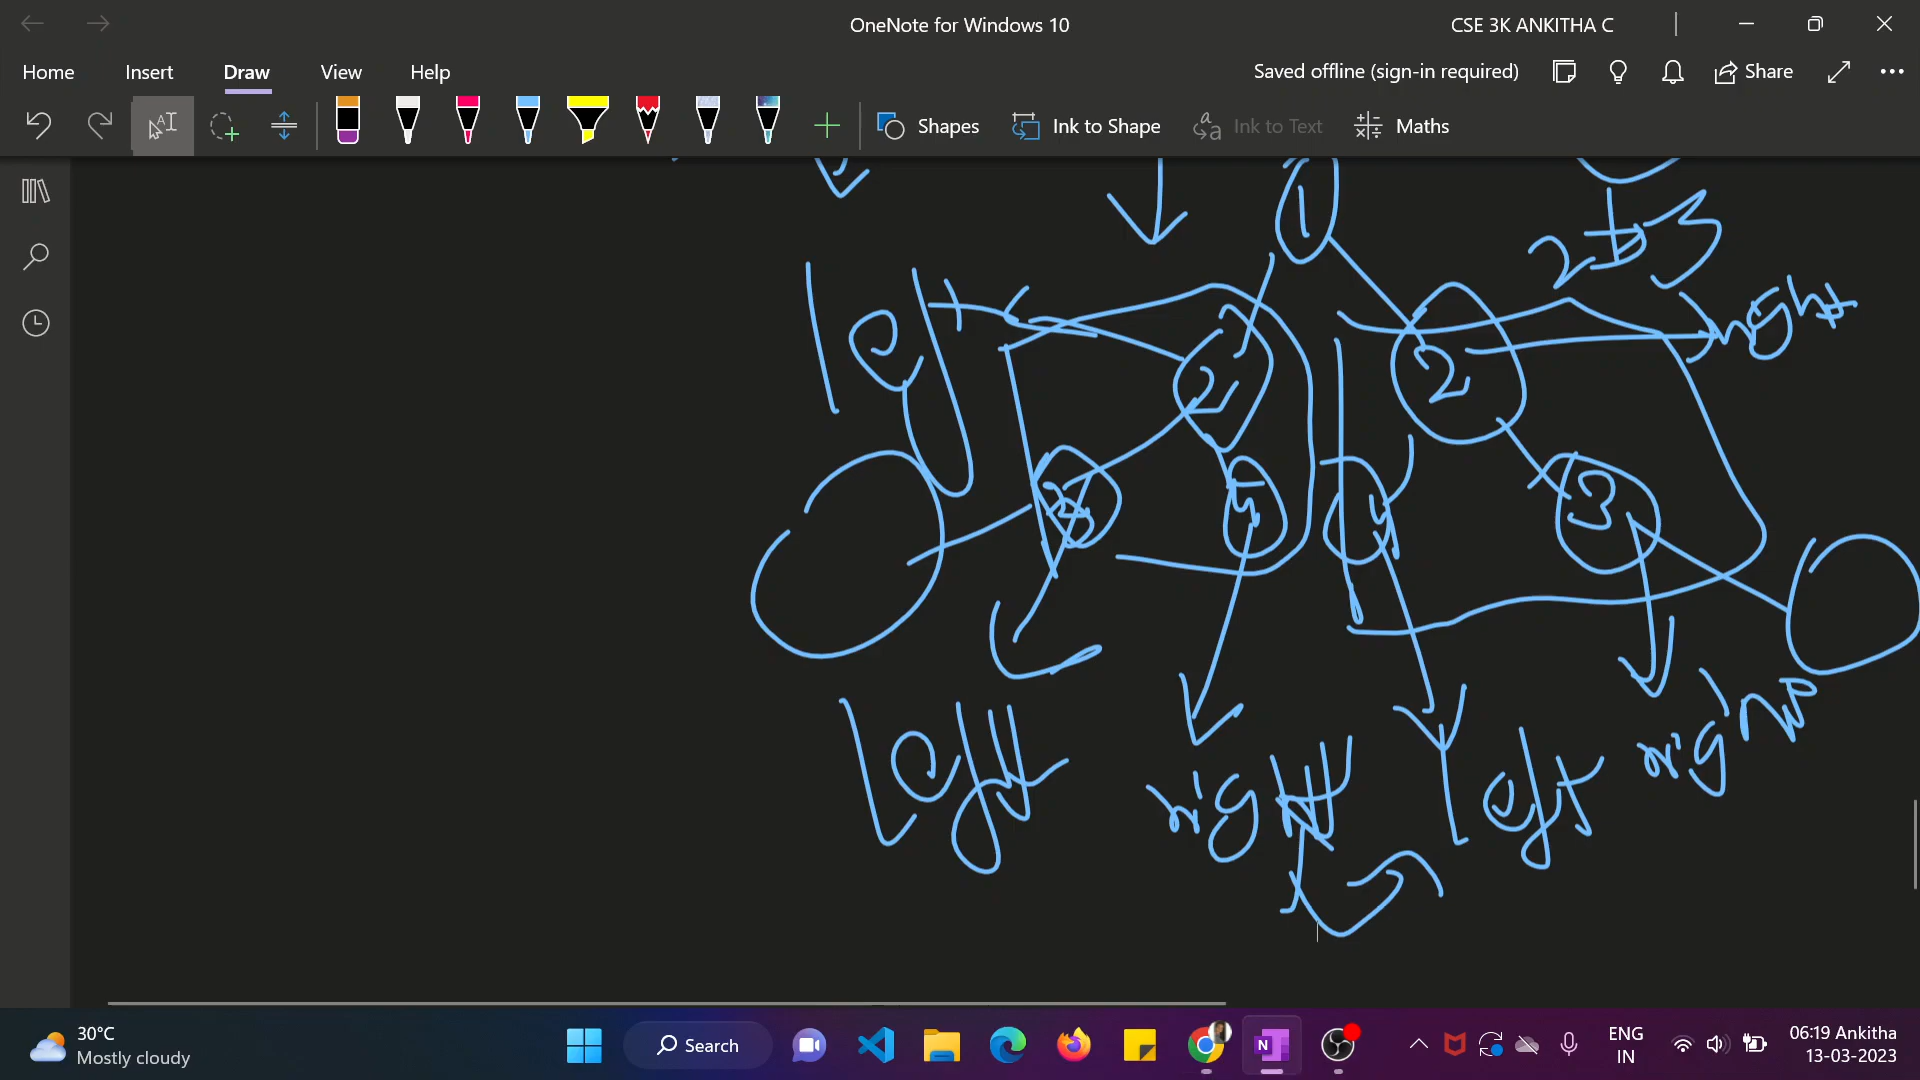 OneNote for Windows 10
CSE 3K ANKITHA C
Home Insert Draw View Help
Saved offline (sign-in required)
Share
Shapes
Ink to Shape
Ink to Text
Maths
1
2 3
left
right
2 2
5 4 3
left right left right
30°C
Mostly cloudy
Search
ENG
IN
06:19 Ankitha
13-03-2023